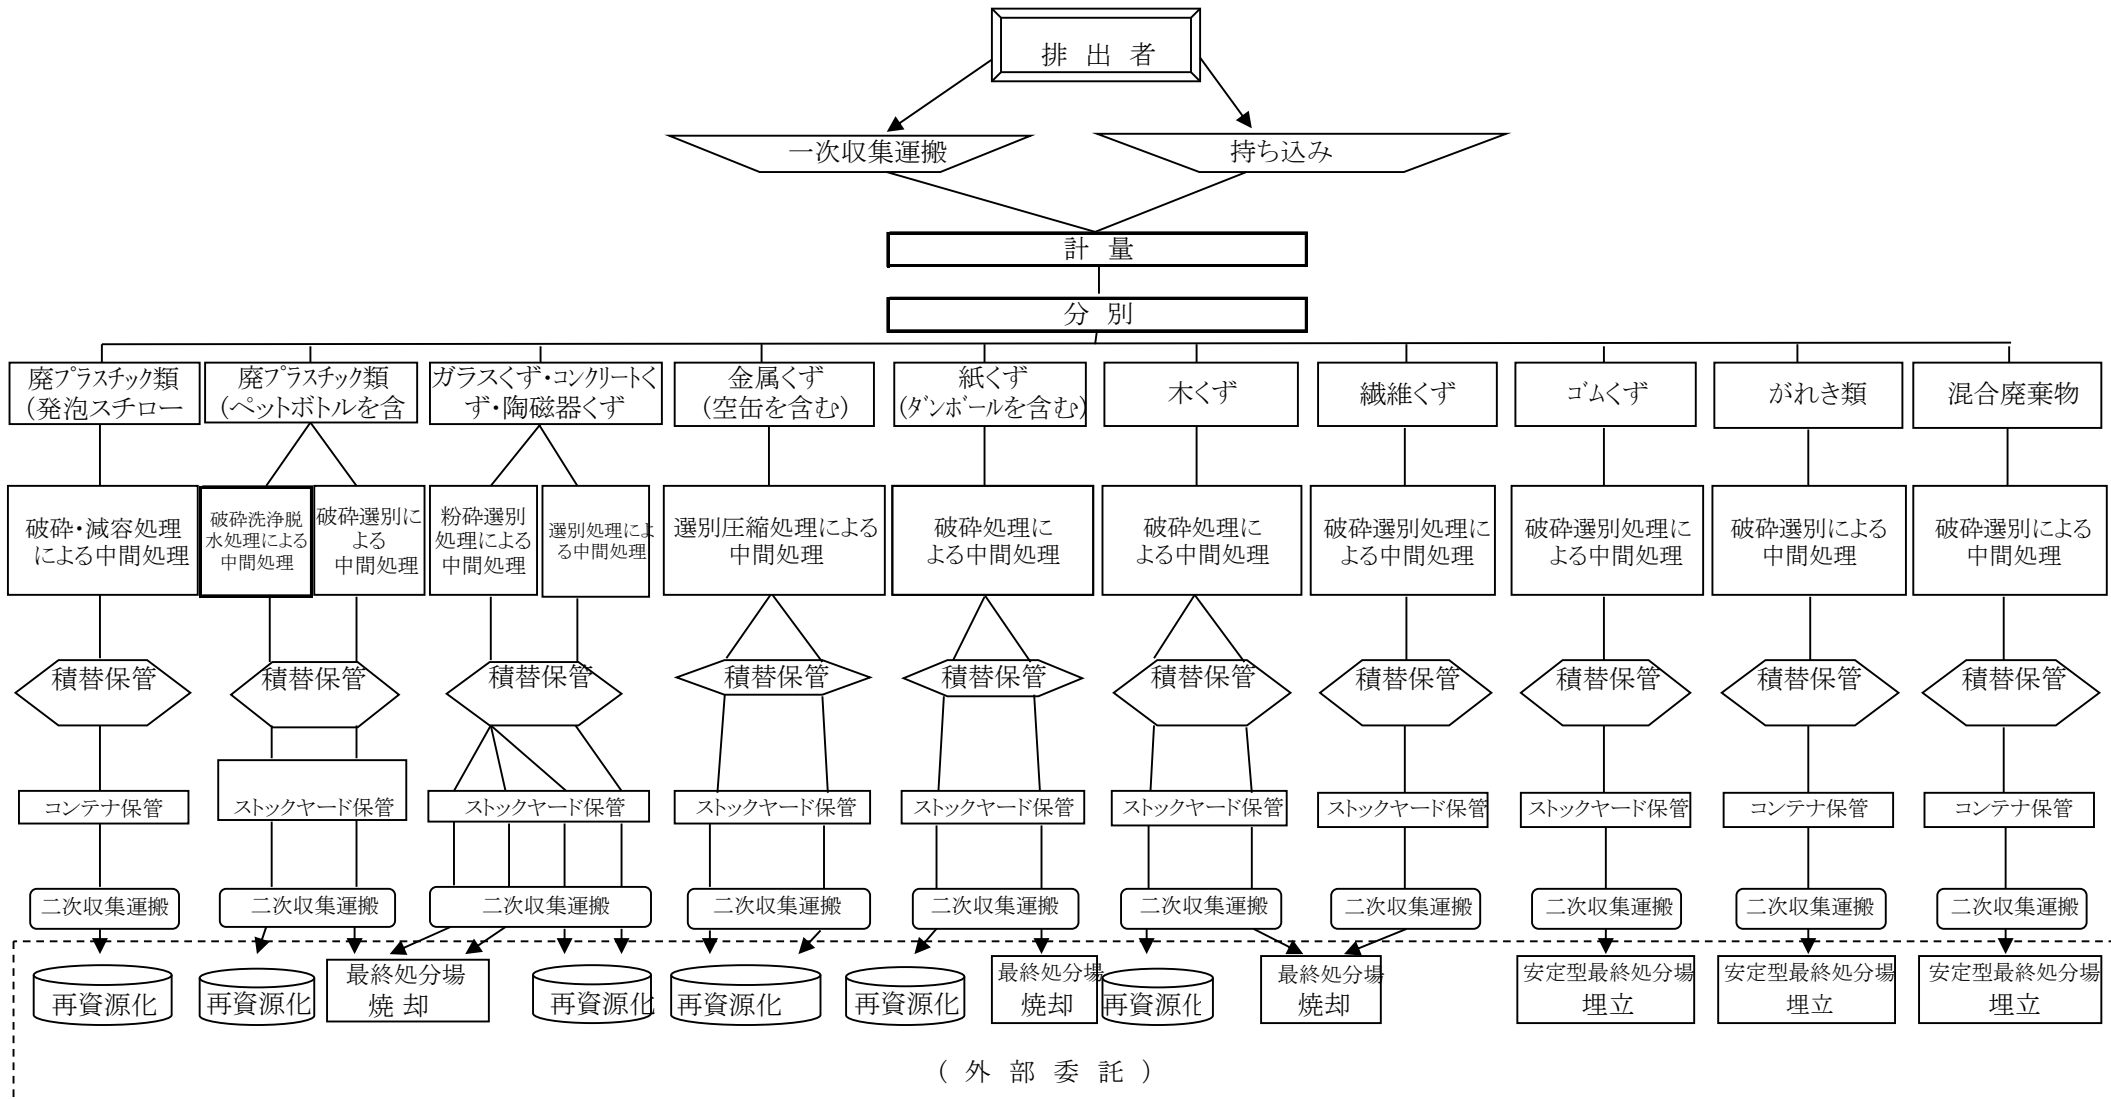 排 出 者
一次収集運搬
持ち込み
計 量
分 別
廃プラスチック類
(発泡スチロー
廃プラスチック類
(ペットボトルを含
ガラスくず・コンクリートく
ず・陶磁器くず
金属くず
(空缶を含む)
紙くず
(ダンボールを含む)
木くず
繊維くず
ゴムくず
がれき類
混合廃棄物
破砕・減容処理
による中間処理
破砕洗浄脱
水処理による
中間処理
破砕選別に
よる
中間処理
粉砕選別
処理による
中間処理
選別処理によ
る中間処理
選別圧縮処理による
中間処理
破砕処理に
よる中間処理
破砕処理に
よる中間処理
破砕選別処理に
よる中間処理
破砕選別処理に
よる中間処理
破砕選別による
中間処理
破砕選別による
中間処理
積替保管
積替保管
積替保管
積替保管
積替保管
積替保管
積替保管
積替保管
積替保管
積替保管
コンテナ保管
ストックヤード保管
ストックヤード保管
ストックヤード保管
ストックヤード保管
ストックヤード保管
ストックヤード保管
ストックヤード保管
コンテナ保管
コンテナ保管
二次収集運搬
二次収集運搬
二次収集運搬
二次収集運搬
二次収集運搬
二次収集運搬
二次収集運搬
二次収集運搬
二次収集運搬
二次収集運搬
再資源化
再資源化
最終処分場
焼 却
再資源化
再資源化
再資源化
最終処分場
焼却
再資源化
最終処分場
焼却
安定型最終処分場
埋立
安定型最終処分場
埋立
安定型最終処分場
埋立
( 外 部 委 託 )